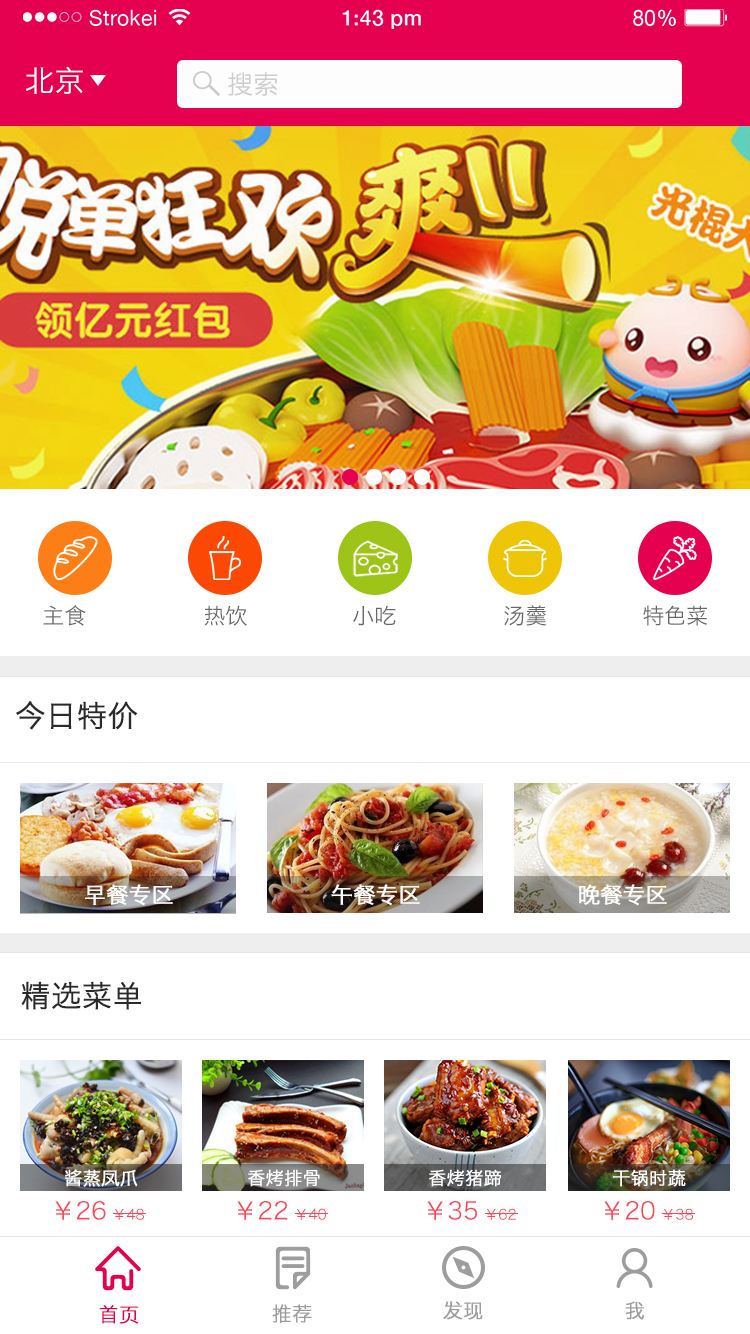 Strokei 1:43 pm 80%
北京 搜索
脱单狂欢 爽!!
光棍大
领亿元红包
主食 热饮 小吃 汤羹 特色菜
今日特价
早餐专区 午餐专区 晚餐专区
精选菜单
酱蒸凤爪 香烤排骨 香烤猪蹄 干锅时蔬
¥26 ¥48 ¥22 ¥40 ¥35 ¥62 ¥20 ¥38
首页 推荐 发现 我